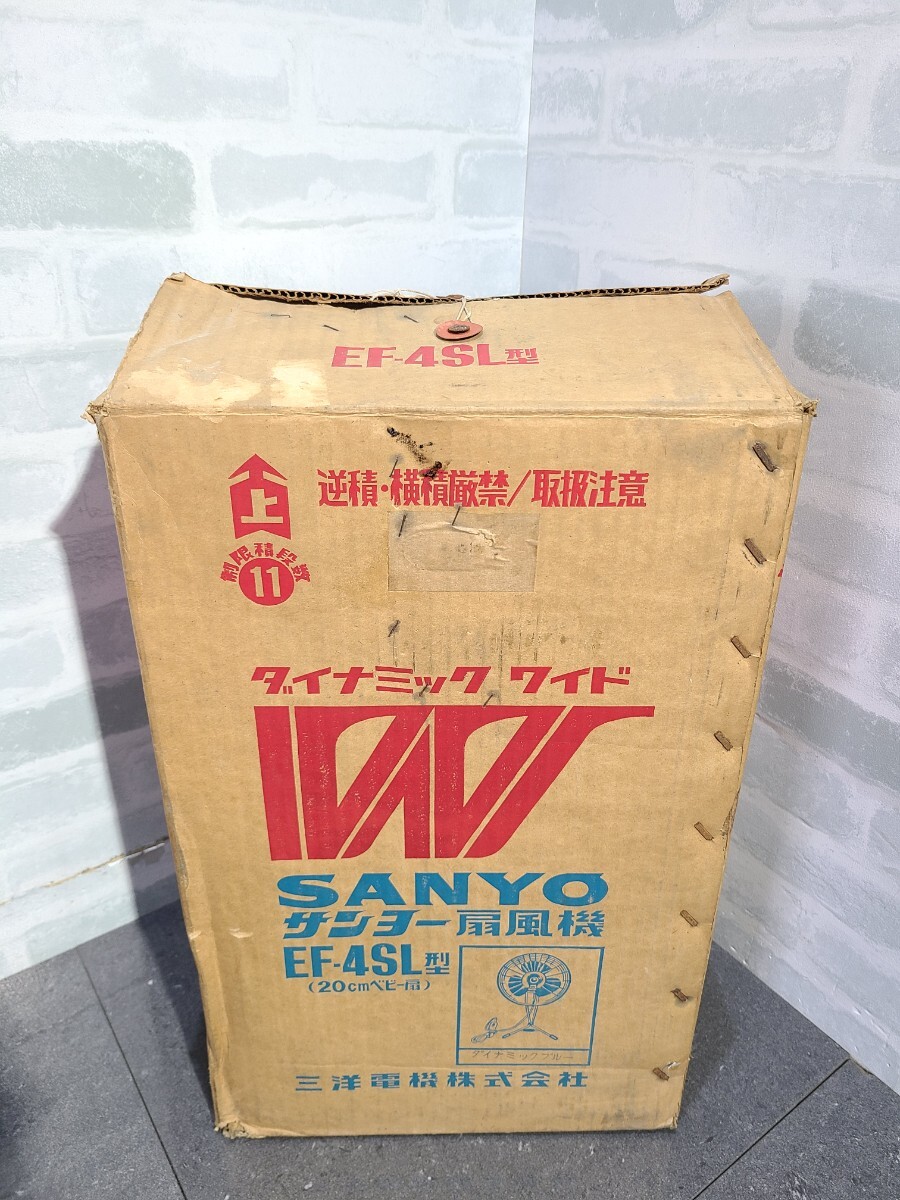 EF-4SL型
上
逆積・横積厳禁/取扱注意
制限積段数
11
ダイナミック ワイド
W
SANYO
サンヨー扇風機
EF-4SL型
(20cmベビー扇)
ダイナミックブルー
三洋電機株式会社